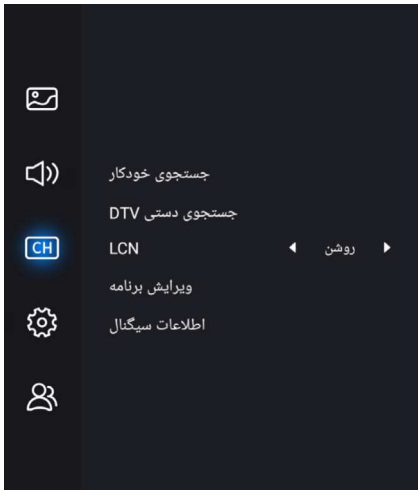 جستجوی خودکار
جستجوی دستی DTV
CH
LCN روشن
ویرایش برنامه
اطلاعات سیگنال